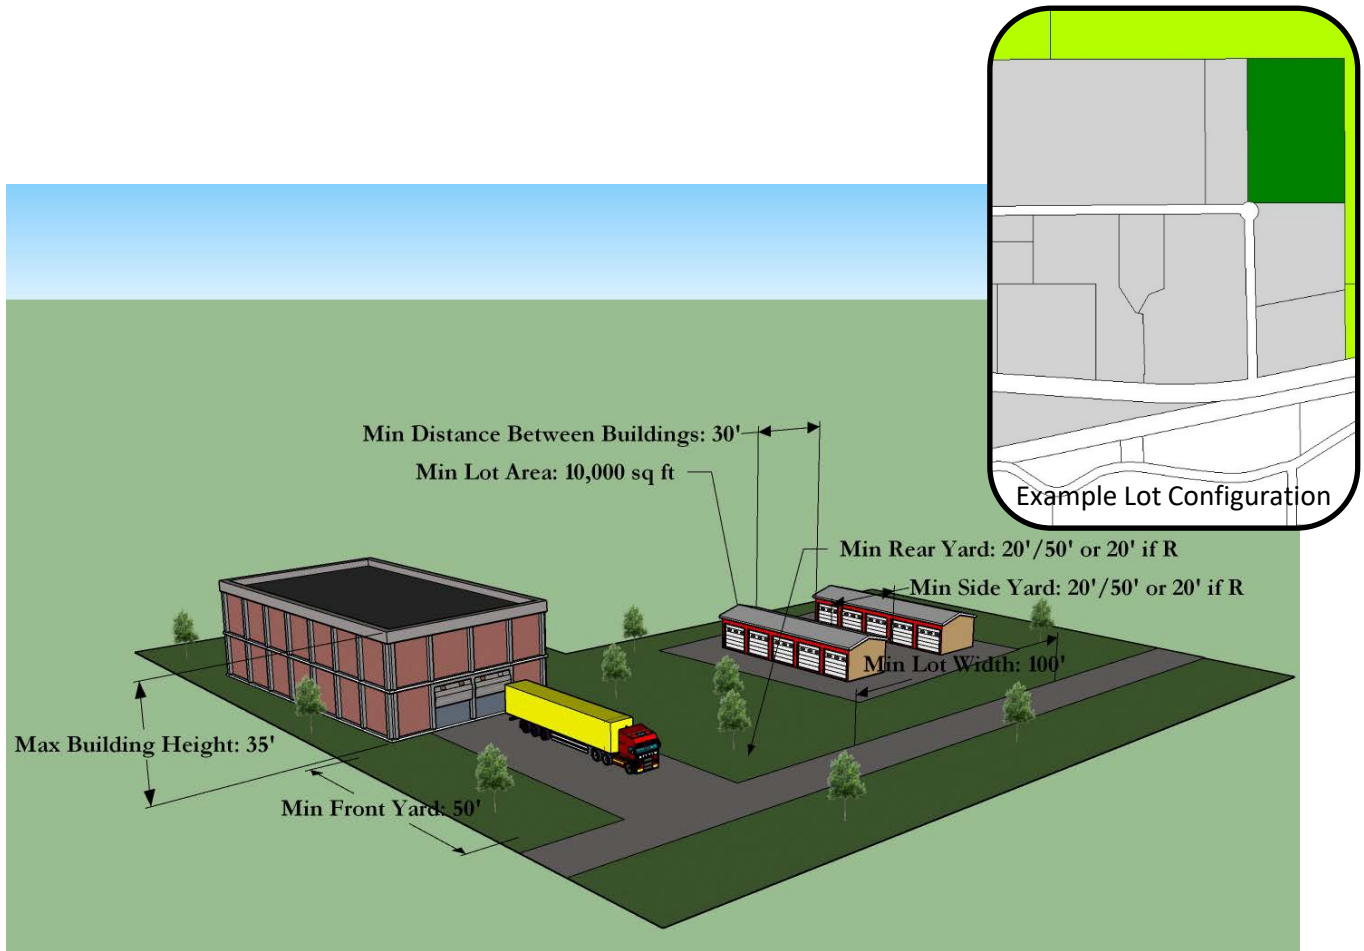 Example Lot Configuration
Min Distance Between Buildings: 30'
Min Lot Area: 10,000 sq ft
Min Rear Yard: 20'/50' or 20' if R
Min Side Yard: 20'/50' or 20' if R
Min Lot Width: 100'
Max Building Height: 35'
Min Front Yard: 50'